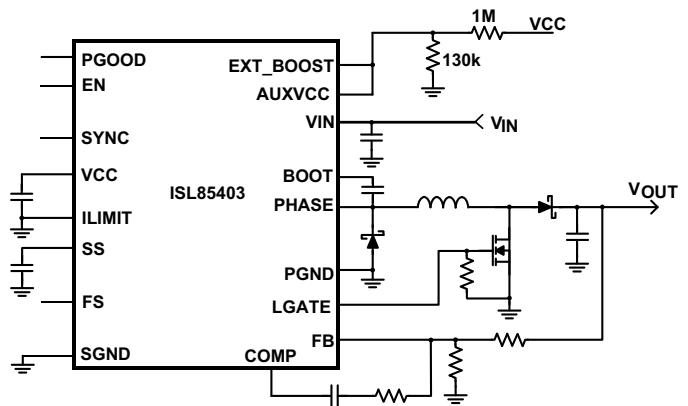 1M
VCC
130k
PGOOD
EN
SYNC
VCC
ILIMIT
SS
FS
SGND
ISL85403
EXT_BOOST
AUXVCC
VIN
BOOT
PHASE
PGND
LGATE
FB
COMP
VIN
VOUT